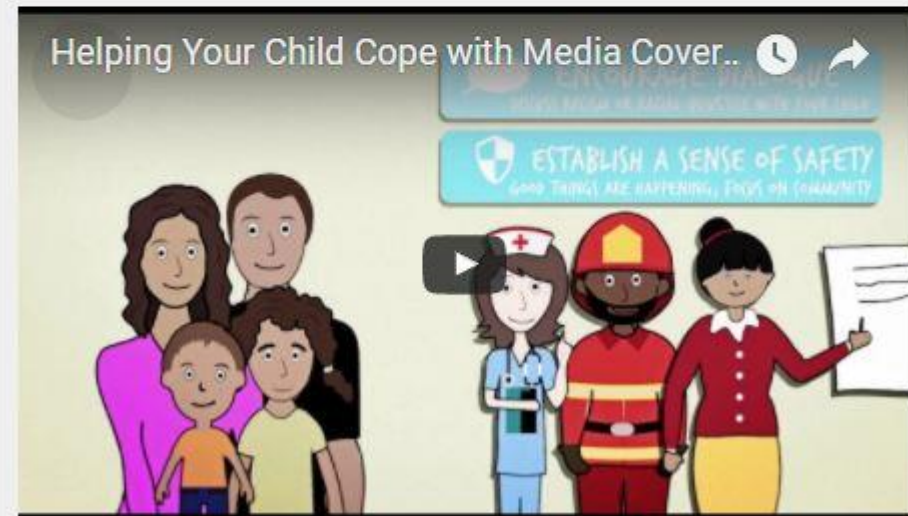 Helping Your Child Cope with Media Cover...
ENCOURAGE DIALOGUE
ESTABLISH A SENSE OF SAFETY
GOOD THINGS ARE HAPPENING, FOCUS ON COMMUNITY